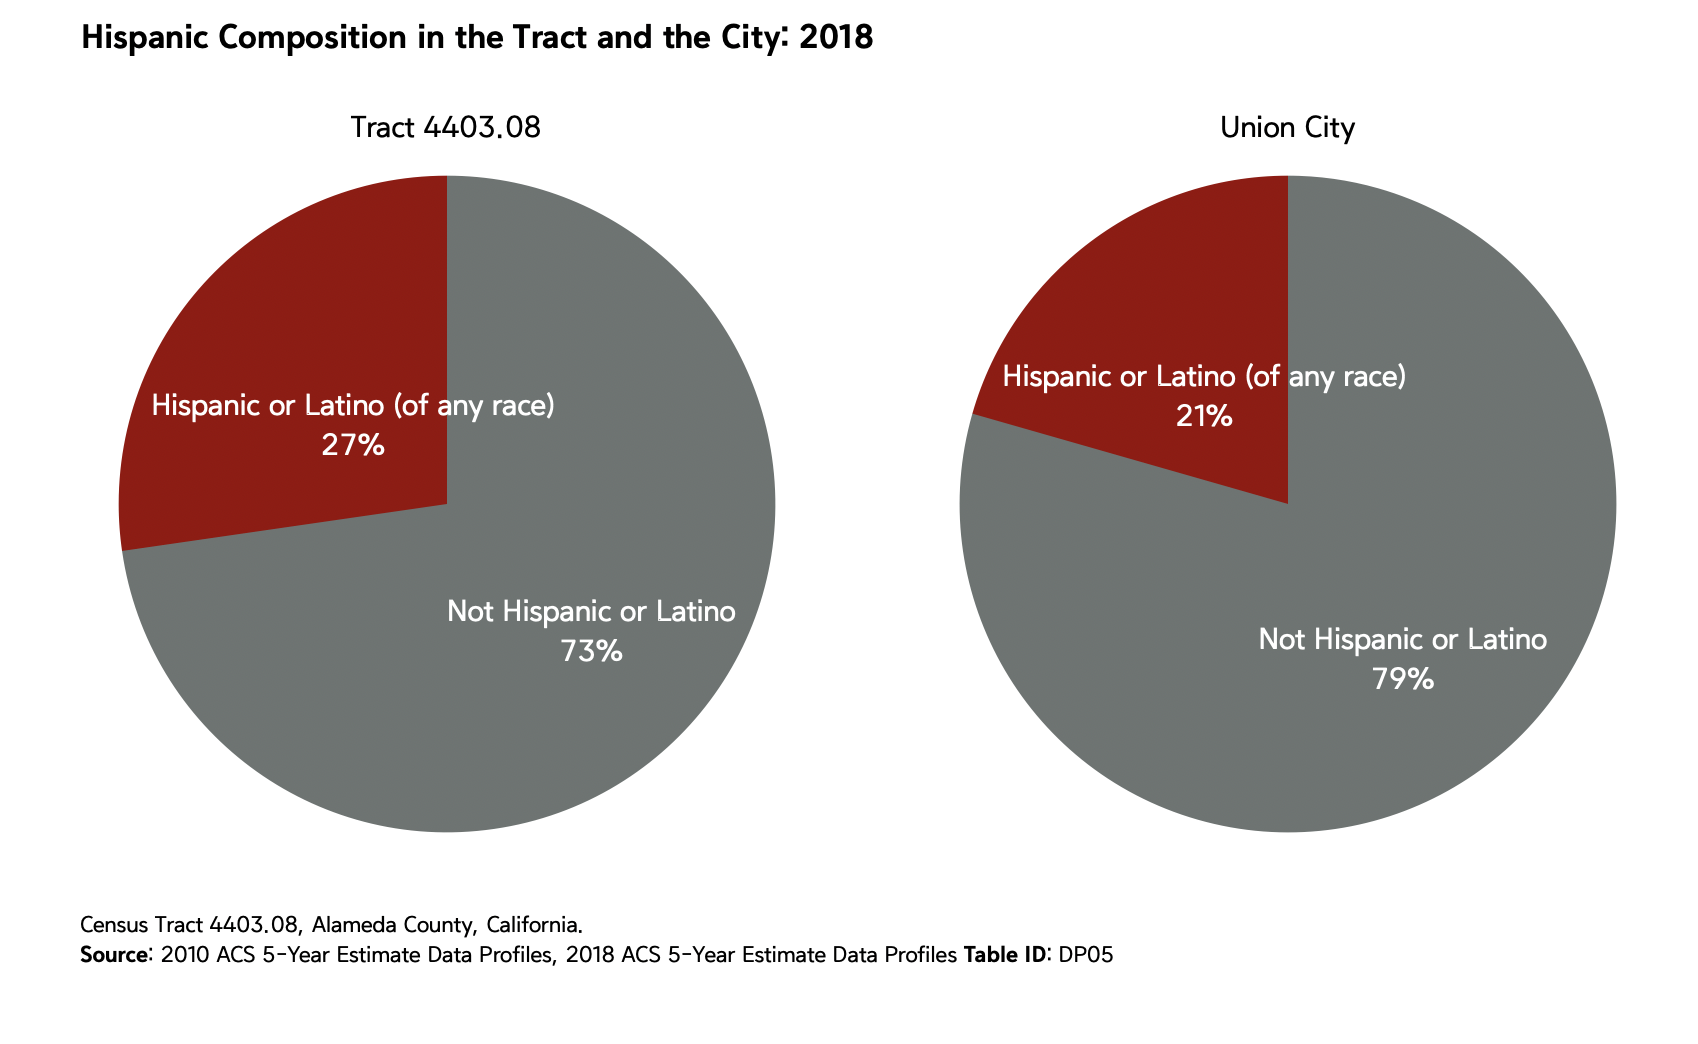 Hispanic Composition in the Tract and the City: 2018
Tract 4403.08
Hispanic or Latino (of any race)
27%
Not Hispanic or Latino
73%
Union City
Hispanic or Latino (of any race)
21%
Not Hispanic or Latino
79%
Census Tract 4403.08, Alameda County, California.
Source: 2010 ACS 5-Year Estimate Data Profiles, 2018 ACS 5-Year Estimate Data Profiles Table ID: DP05